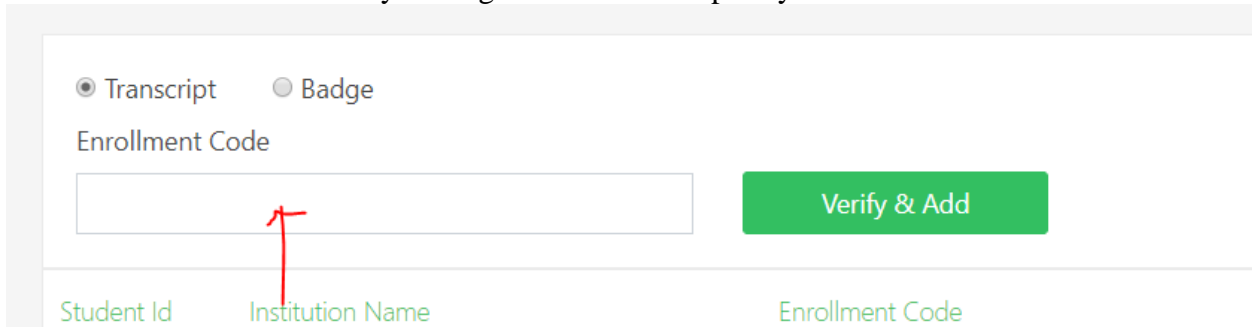 Transcript Badge
Enrollment Code
Verify & Add
Student Id Institution Name Enrollment Code